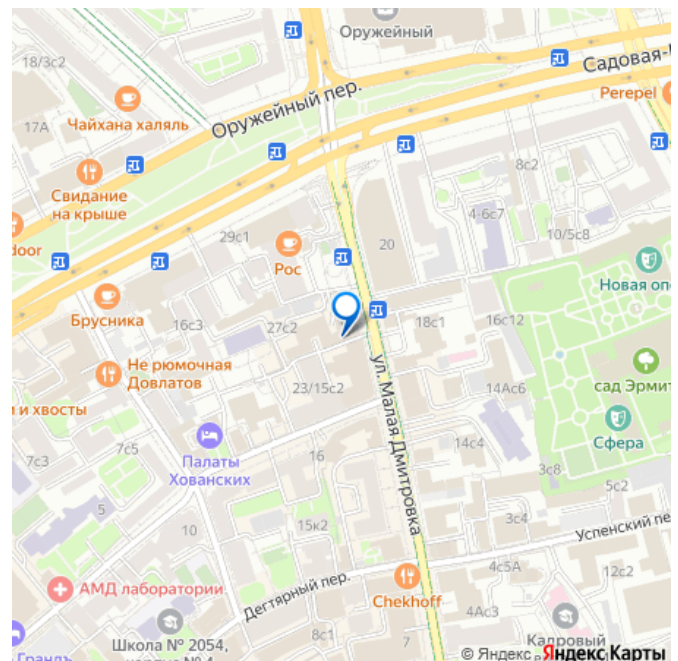 Оружейный
18/3с2
Садовая-
Оружейный пер.
Perepel
17А
Чайхана халяль
8с2
Свидание
на крыше
4-6с7
29с1
10/5с8
door
20
Рос
Новая оп
Брусника
16с3
27с2
18с1
16с12
Не рюмочная
Довлатов
ул. Малая Дмитровка
23/15с2
14Ас6
сад Эрмит
и и хвосты
Сфера
7с3
7с5
Палаты
Ховански​х
16
14с4
3с8
5с2
5
15к2
3с4
10
Успенский пе
4с5А
12с2
АМД лаборатории
Дегтярный пер.
Chekhoff
4Ас3
Школа № 2054,
8с1
7
Кадровый
Грандъ
© Яндекс Яндекс Карты